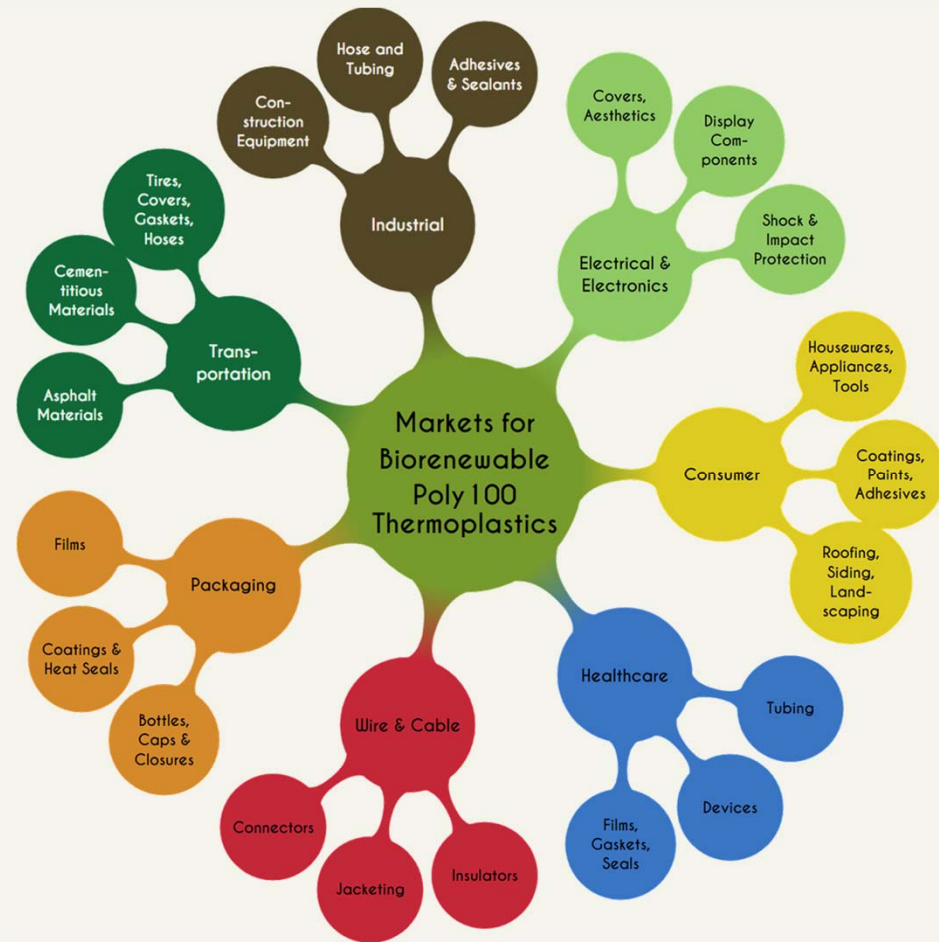 Markets for
Biorenewable
Poly100
Thermoplastics
Industrial
Con-
struction
Equipment
Hose and
Tubing
Adhesives
& Sealants
Electrical &
Electronics
Covers,
Aesthetics
Display
Com-
ponents
Shock &
Impact
Protection
Consumer
Housewares,
Appliances,
Tools
Coatings,
Paints,
Adhesives
Roofing,
Siding,
Land-
scaping
Healthcare
Tubing
Devices
Films,
Gaskets,
Seals
Wire & Cable
Insulators
Jacketing
Connectors
Packaging
Bottles,
Caps &
Closures
Coatings &
Heat Seals
Films
Trans-
portation
Asphalt
Materials
Cemen-
titious
Materials
Tires,
Covers,
Gaskets,
Hoses